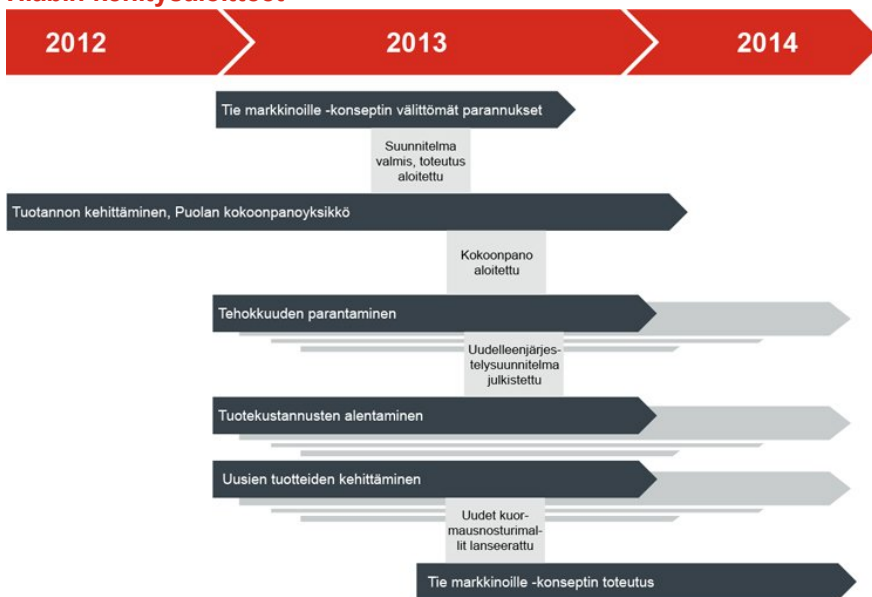 2012
2013
2014
Tie markkinoille -konseptin välittömät parannukset
Suunnitelma
valmis, toteutus
aloitettu
Tuotannon kehittäminen, Puolan kokoonpanoyksikkö
Kokoonpano
aloitettu
Tehokkuuden parantaminen
Uudelleenjärjes-
telysuunnitelma
julkistettu
Tuotekustannusten alentaminen
Uusien tuotteiden kehittäminen
Uudet kuor-
mausnosturimal-
lit lanseerattu
Tie markkinoille -konseptin toteutus